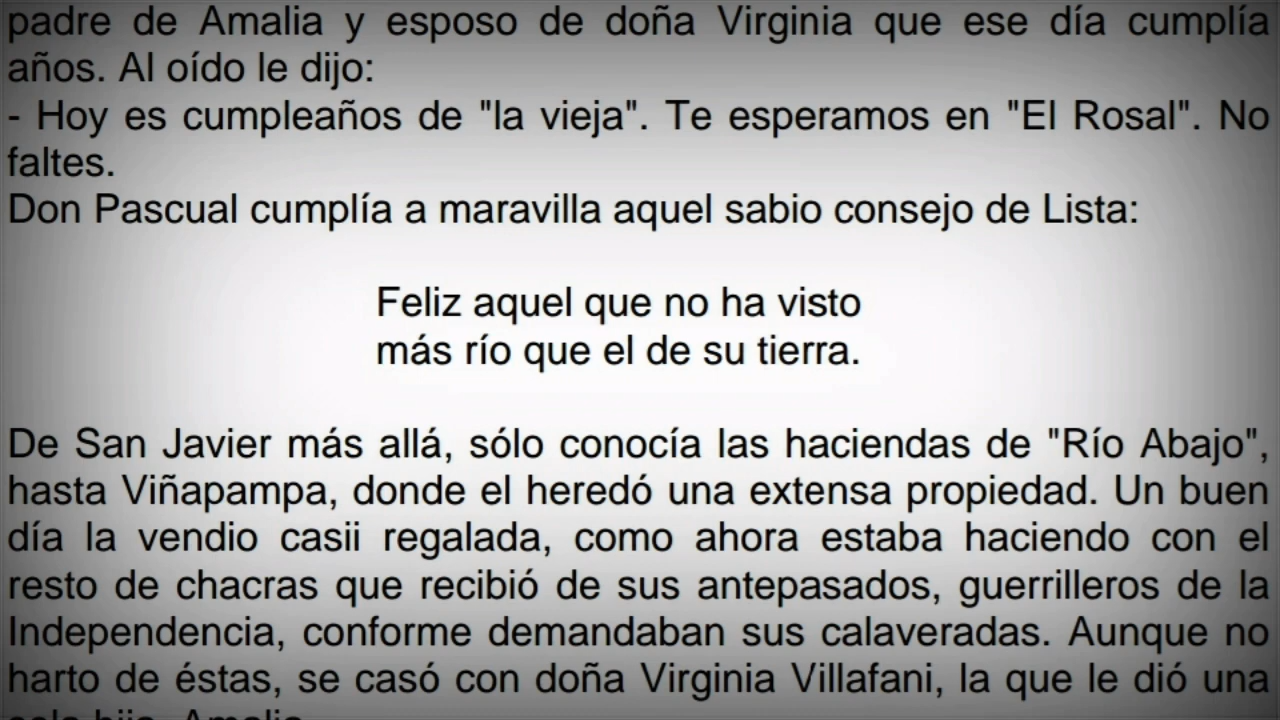 padre de Amalia y esposo de doña Virginia que ese día cumplía
años. Al oído le dijo:
- Hoy es cumpleaños de "la vieja". Te esperamos en "El Rosal". No
faltes.
Don Pascual cumplía a maravilla aquel sabio consejo de Lista:
Feliz aquel que no ha visto
más río que el de su tierra.
De San Javier más allá, sólo conocía las haciendas de "Río Abajo",
hasta Viñapampa, donde el heredó una extensa propiedad. Un buen
día la vendio casii regalada, como ahora estaba haciendo con el
resto de chacras que recibió de sus antepasados, guerrilleros de la
Independencia, conforme demandaban sus calaveradas. Aunque no
harto de éstas, se casó con doña Virginia Villafani, la que le dió una